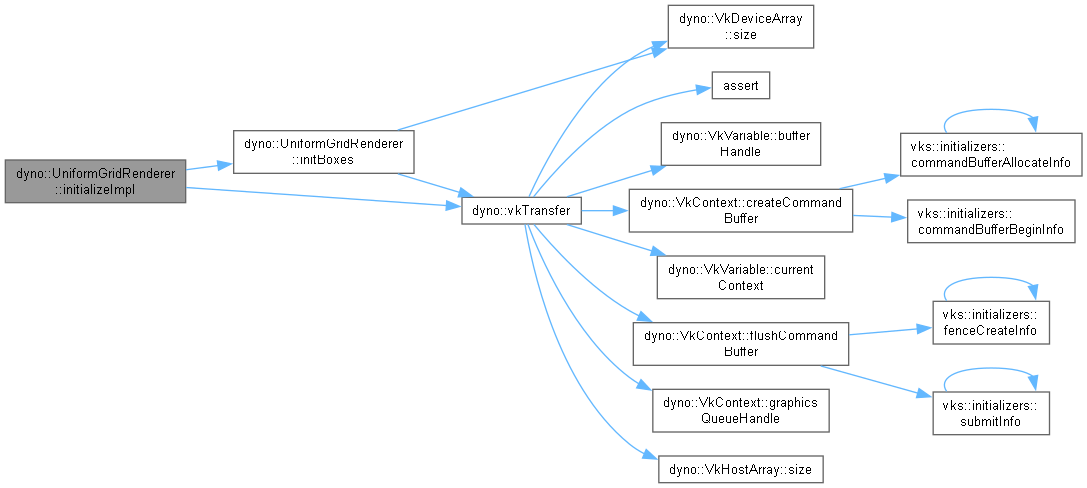 dyno::UniformGridRenderer
::initializeImpl
dyno::UniformGridRenderer
::initBoxes
dyno::vkTransfer
dyno::VkDeviceArray
::size
assert
dyno::VkVariable::buffer
Handle
dyno::VkContext::createCommand
Buffer
dyno::VkVariable::current
Context
dyno::VkContext::flushCommand
Buffer
dyno::VkContext::graphics
QueueHandle
dyno::VkHostArray::size
vks::initializers::
commandBufferAllocateInfo
vks::initializers::
commandBufferBeginInfo
vks::initializers::
fenceCreateInfo
vks::initializers::
submitInfo